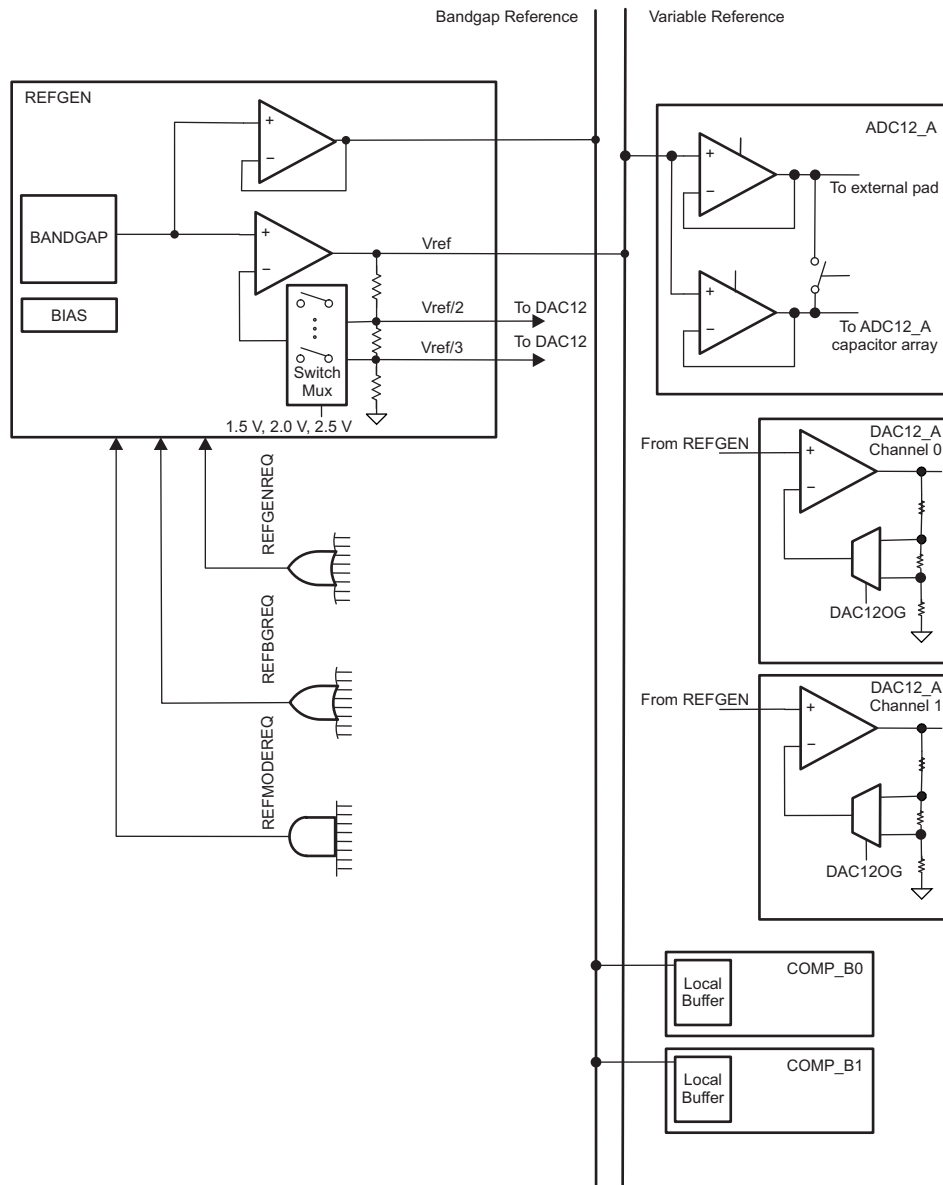 Bandgap Reference
Variable Reference
REFGEN
+
−
BANDGAP
BIAS
+
−
Vref
Vref/2
To DAC12
Vref/3
To DAC12
Switch
Mux
1.5 V, 2.0 V, 2.5 V
REFGENREQ
REFBGREQ
REFMODEREQ
ADC12_A
+
−
To external pad
+
−
To ADC12_A
capacitor array
From REFGEN
DAC12_A
Channel 0
+
−
DAC12OG
From REFGEN
DAC12_A
Channel 1
+
−
DAC12OG
COMP_B0
Local
Buffer
COMP_B1
Local
Buffer